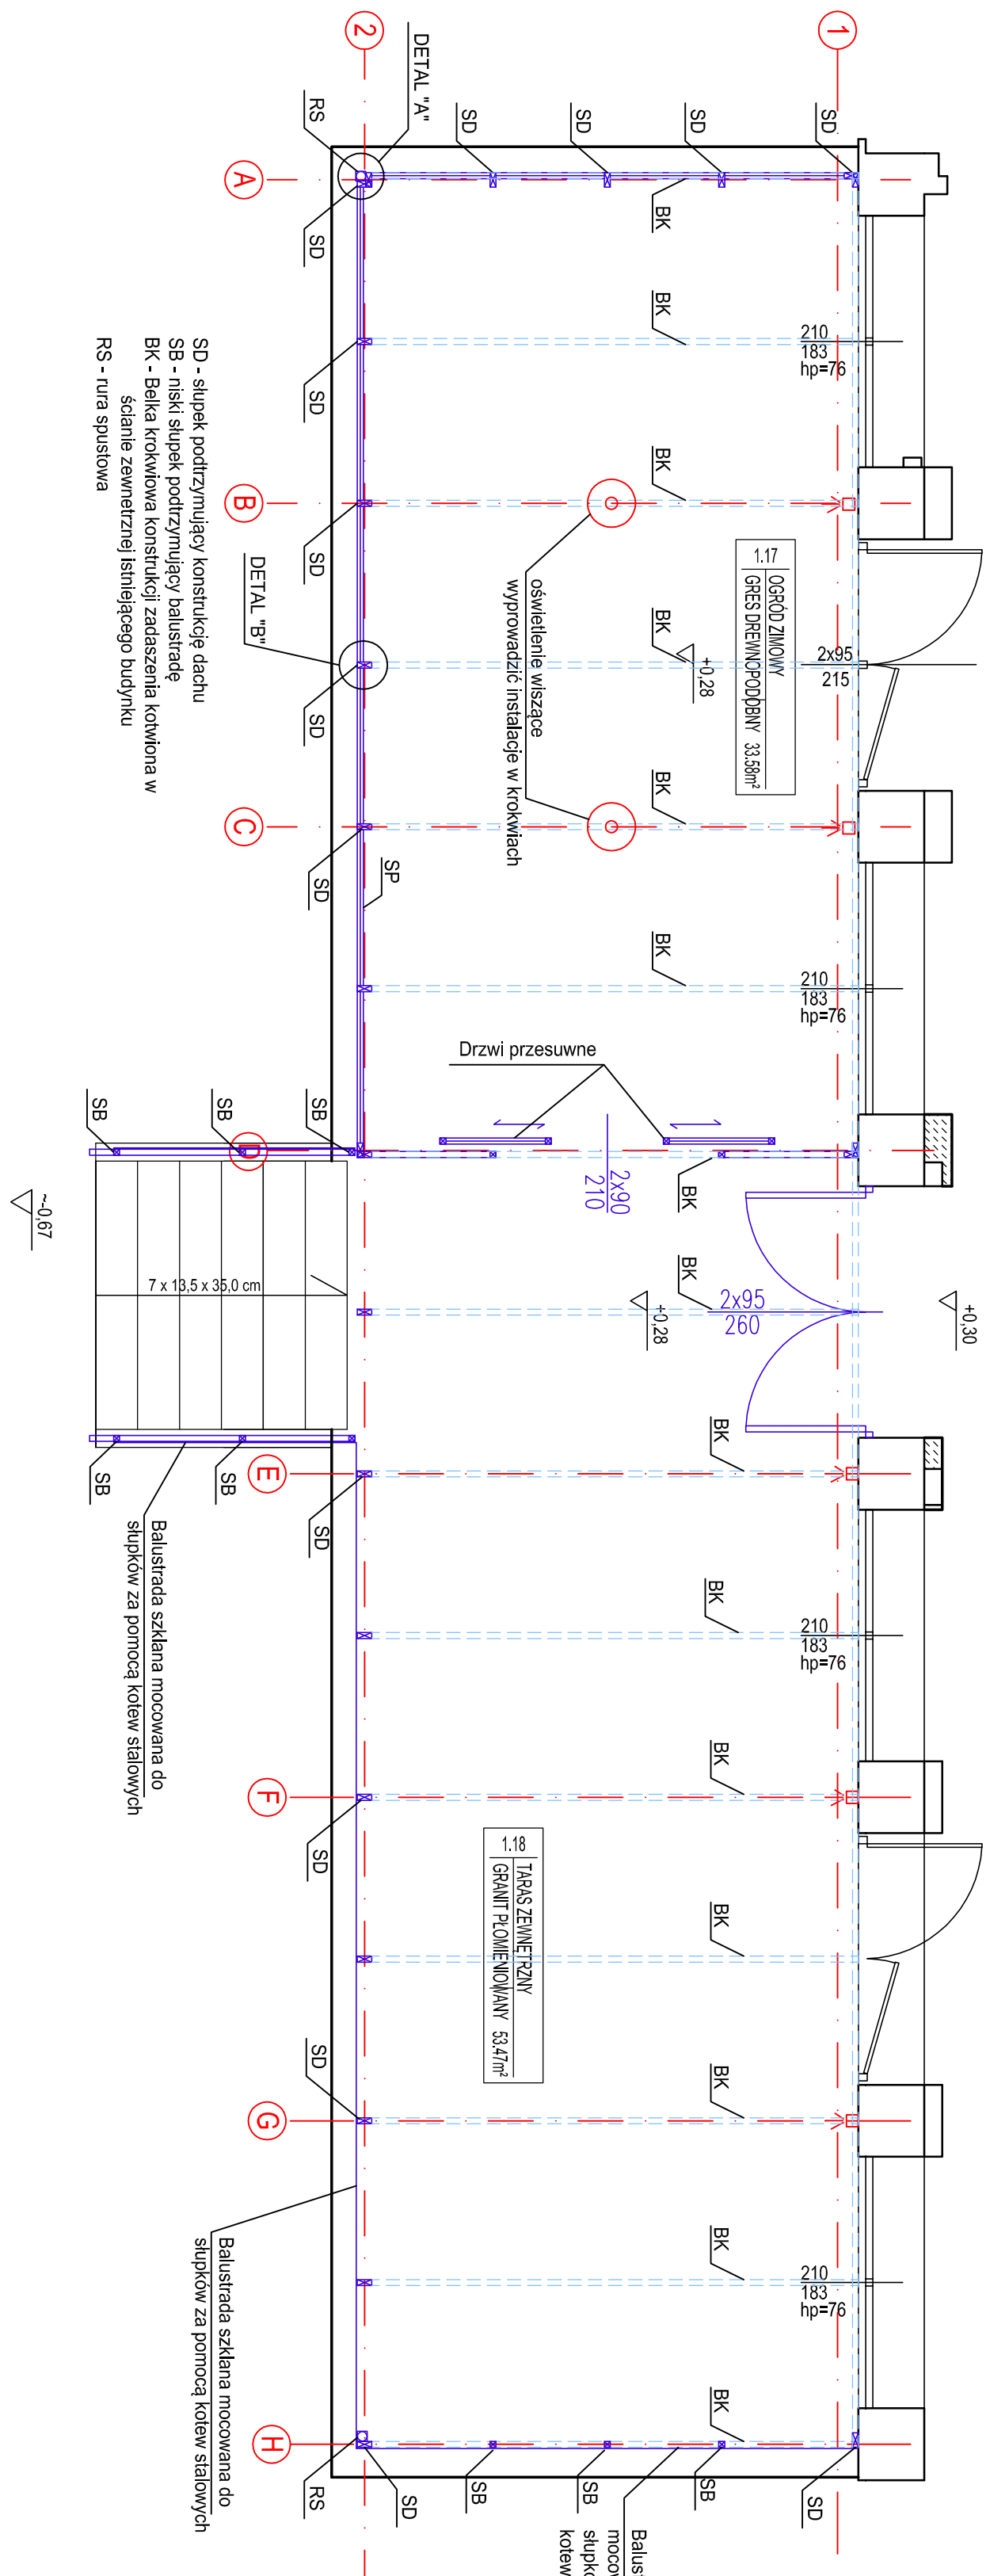 1
2
DETAL "A"
RS
SD
SD
SD
SD
A
SD
BK
BK
210
183
hp=76
SD
SD - słupek podtrzymujący konstrukcję dachu
SB - niski słupek podtrzymujący balustradę
BK - Belka krokwiowa konstrukcji zadaszenia kotwiona w
ścianie zewnetrznej istniejącego budynku
RS - rura spustowa
BK
B
SD
1.17
OGRÓD ZIMOWY
GRES DREWNOPODOBNY 33.58m²
oświetlenie wiszące
wyprowadzić instalacje w krokwiach
DETAL "B"
BK
+0,28
2x95
215
SD
BK
C
SD
SP
BK
210
183
hp=76
Drzwi przesuwne
SB
SB
SB
D
2x90
210
BK
~-0,67
7 x 13,5 x 35,0 cm
BK
2x95
260
+0,28
+0,30
SB
SB
E
SD
BK
Balustrada szklana mocowana do
słupków za pomocą kotew stalowych
BK
210
183
hp=76
F
BK
SD
1.18
TARAS ZEWNĘTRZNY
GRANIT PŁOMIENIOWANY 53.47m²
BK
SD
G
BK
Balustrada szklana mocowana do
słupków za pomocą kotew stalowych
BK
210
183
hp=76
BK
H
RS
SD
SB
SB
SB
SD
Balus
moco
słupk
kotew